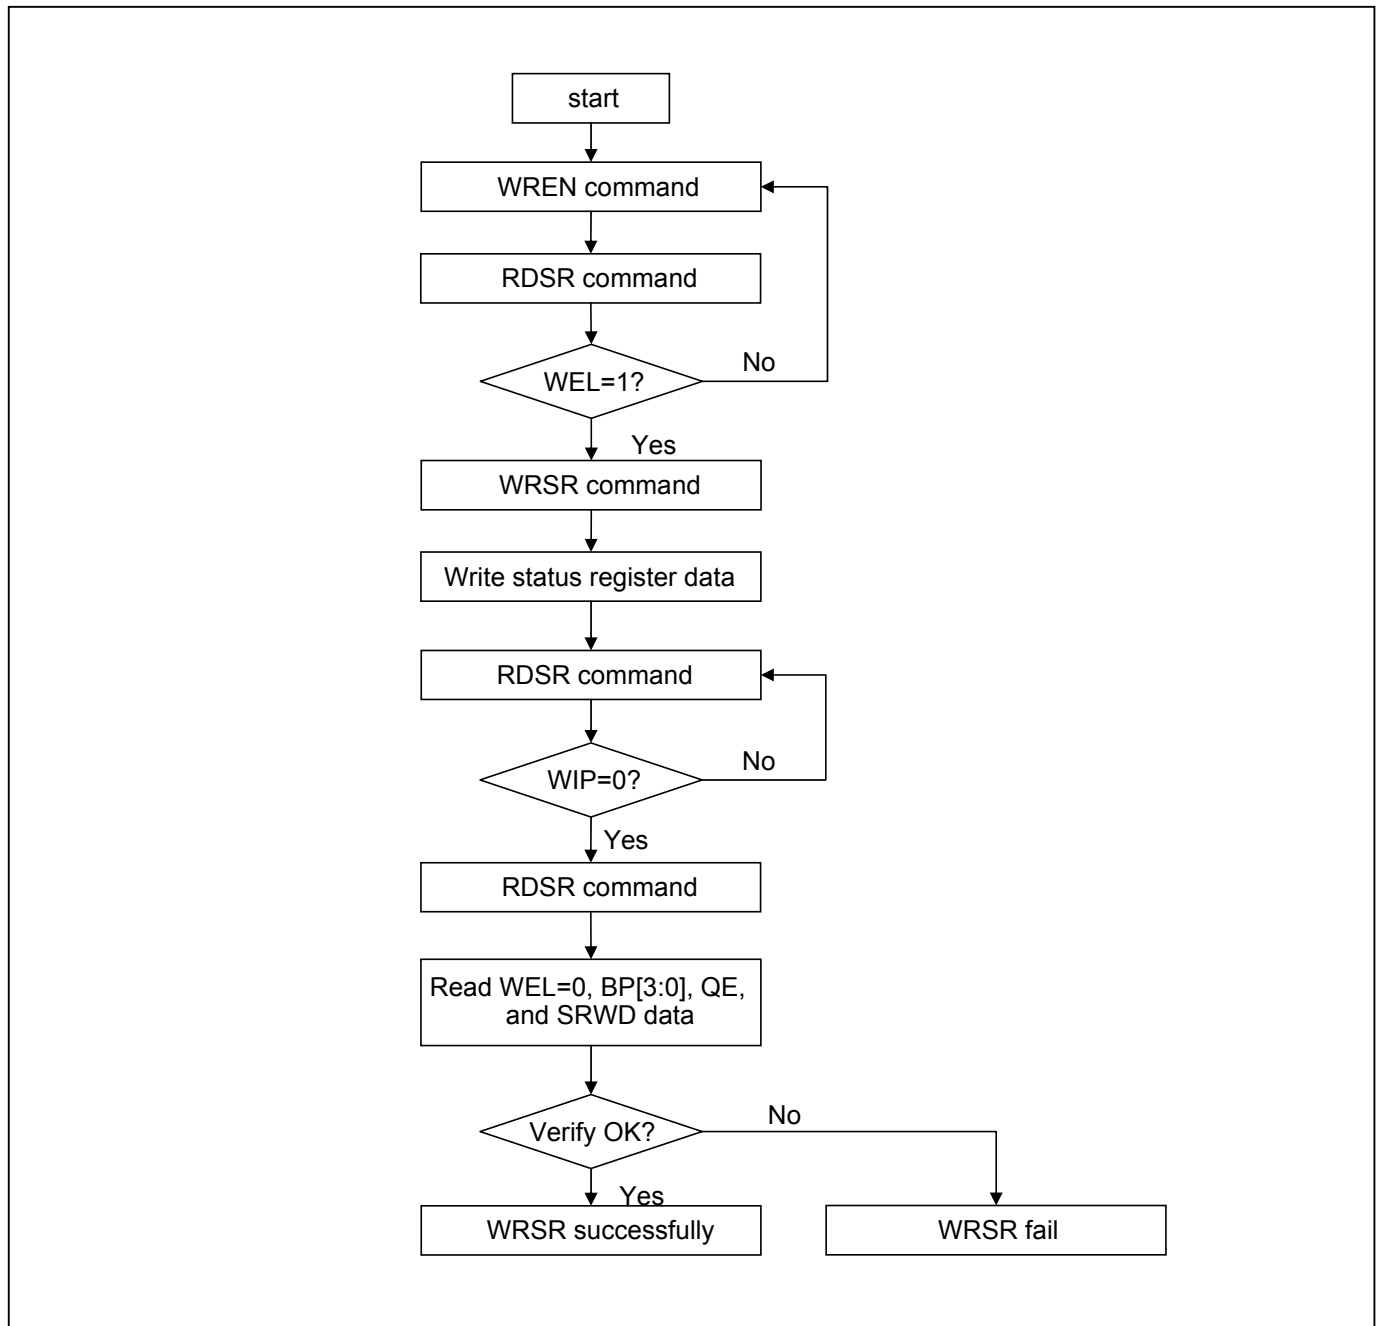 start
WREN command
RDSR command
No
WEL=1?
Yes
WRSR command
Write status register data
RDSR command
No
WIP=0?
Yes
RDSR command
Read WEL=0, BP[3:0], QE,
and SRWD data
No
Verify OK?
Yes
WRSR successfully
WRSR fail